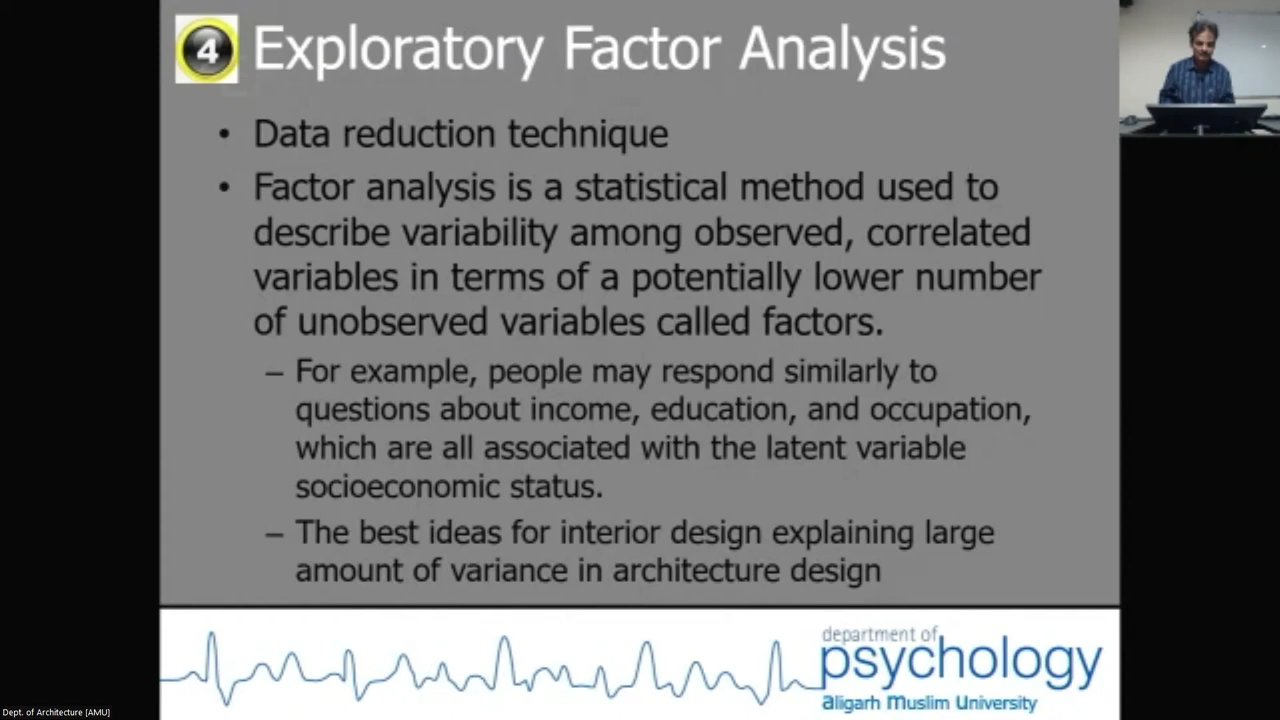 4 Exploratory Factor Analysis
• Data reduction technique
• Factor analysis is a statistical method used to
describe variability among observed, correlated
variables in terms of a potentially lower number
of unobserved variables called factors.
– For example, people may respond similarly to
questions about income, education, and occupation,
which are all associated with the latent variable
socioeconomic status.
– The best ideas for interior design explaining large
amount of variance in architecture design
department of
psychology
aligarh muslim university
Dept. of Architecture [AMU]